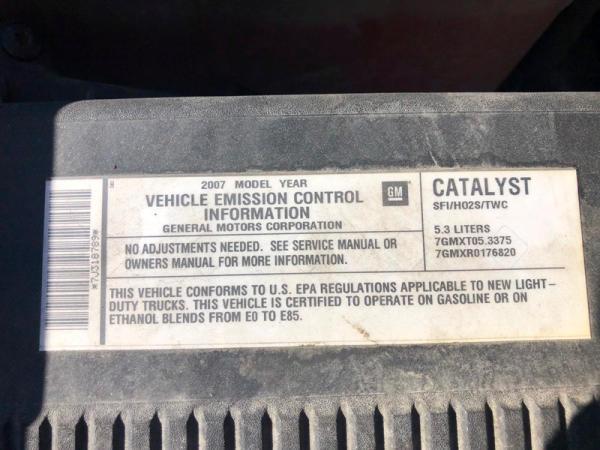 2007 MODEL YEAR
VEHICLE EMISSION CONTROL
INFORMATION
GENERAL MOTORS CORPORATION
GM
NO ADJUSTMENTS NEEDED. SEE SERVICE MANUAL OR
OWNERS MANUAL FOR MORE INFORMATION.
CATALYST
SFI/HO2S/TWC
5.3 LITERS
7GMXT05.3375
7GMXR0176820
THIS VEHICLE CONFORMS TO U.S. EPA REGULATIONS APPLICABLE TO NEW LIGHT-
DUTY TRUCKS. THIS VEHICLE IS CERTIFIED TO OPERATE ON GASOLINE OR ON
ETHANOL BLENDS FROM E0 TO E85.
*7U318789*